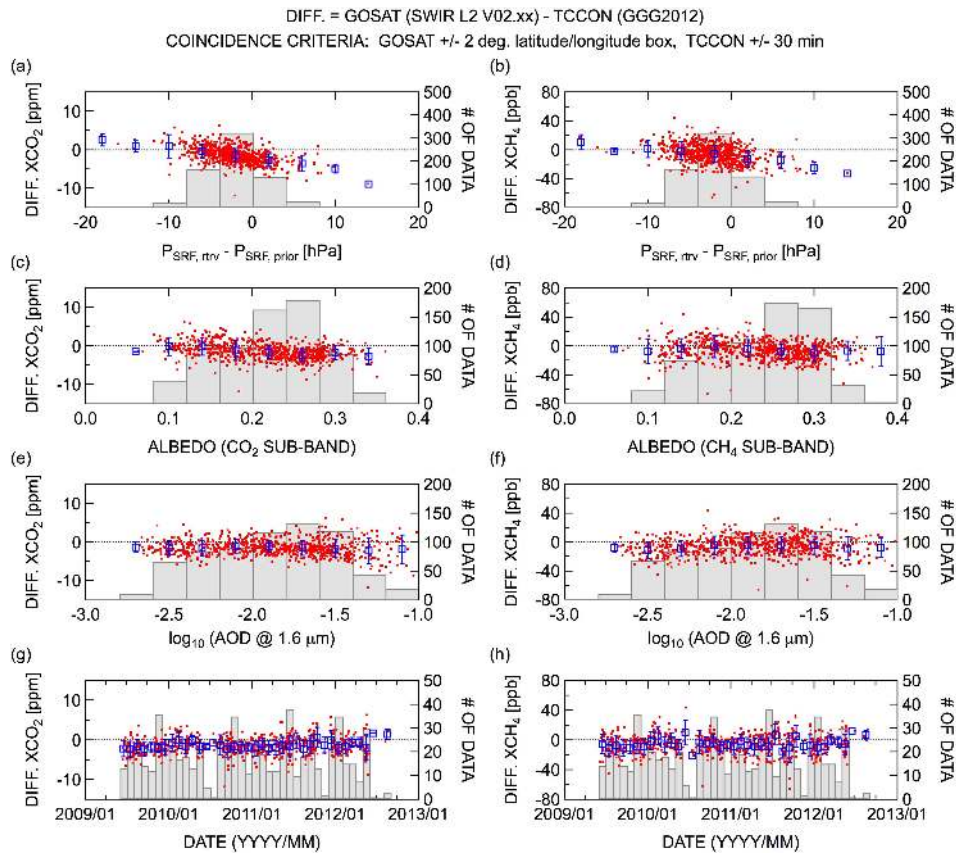 DIFF. = GOSAT (SWIR L2 V02.xx) - TCCON (GGG2012)
COINCIDENCE CRITERIA: GOSAT +/- 2 deg. latitude/longitude box, TCCON +/- 30 min
(a)
DIFF. XCO₂ [ppm]
10
0
-10
500
400
300
200
100
0
# OF DATA
-20 -10 0 10 20
P_SRF, rtrv - P_SRF, prior [hPa]
(b)
DIFF. XCH₄ [ppb]
80
40
0
-40
-80
500
400
300
200
100
0
# OF DATA
-20 -10 0 10 20
P_SRF, rtrv - P_SRF, prior [hPa]
(c)
DIFF. XCO₂ [ppm]
10
0
-10
200
150
100
50
0
# OF DATA
0.0 0.1 0.2 0.3 0.4
ALBEDO (CO₂ SUB-BAND)
(d)
DIFF. XCH₄ [ppb]
80
40
0
-40
-80
200
150
100
50
0
# OF DATA
0.0 0.1 0.2 0.3 0.4
ALBEDO (CH₄ SUB-BAND)
(e)
DIFF. XCO₂ [ppm]
10
0
-10
200
150
100
50
0
# OF DATA
-3.0 -2.5 -2.0 -1.5 -1.0
log₁₀ (AOD @ 1.6 µm)
(f)
DIFF. XCH₄ [ppb]
80
40
0
-40
-80
200
150
100
50
0
# OF DATA
-3.0 -2.5 -2.0 -1.5 -1.0
log₁₀ (AOD @ 1.6 µm)
(g)
DIFF. XCO₂ [ppm]
10
0
-10
50
40
30
20
10
0
# OF DATA
2009/01 2010/01 2011/01 2012/01 2013/01
DATE (YYYY/MM)
(h)
DIFF. XCH₄ [ppb]
80
40
0
-40
-80
50
40
30
20
10
0
# OF DATA
2009/01 2010/01 2011/01 2012/01 2013/01
DATE (YYYY/MM)